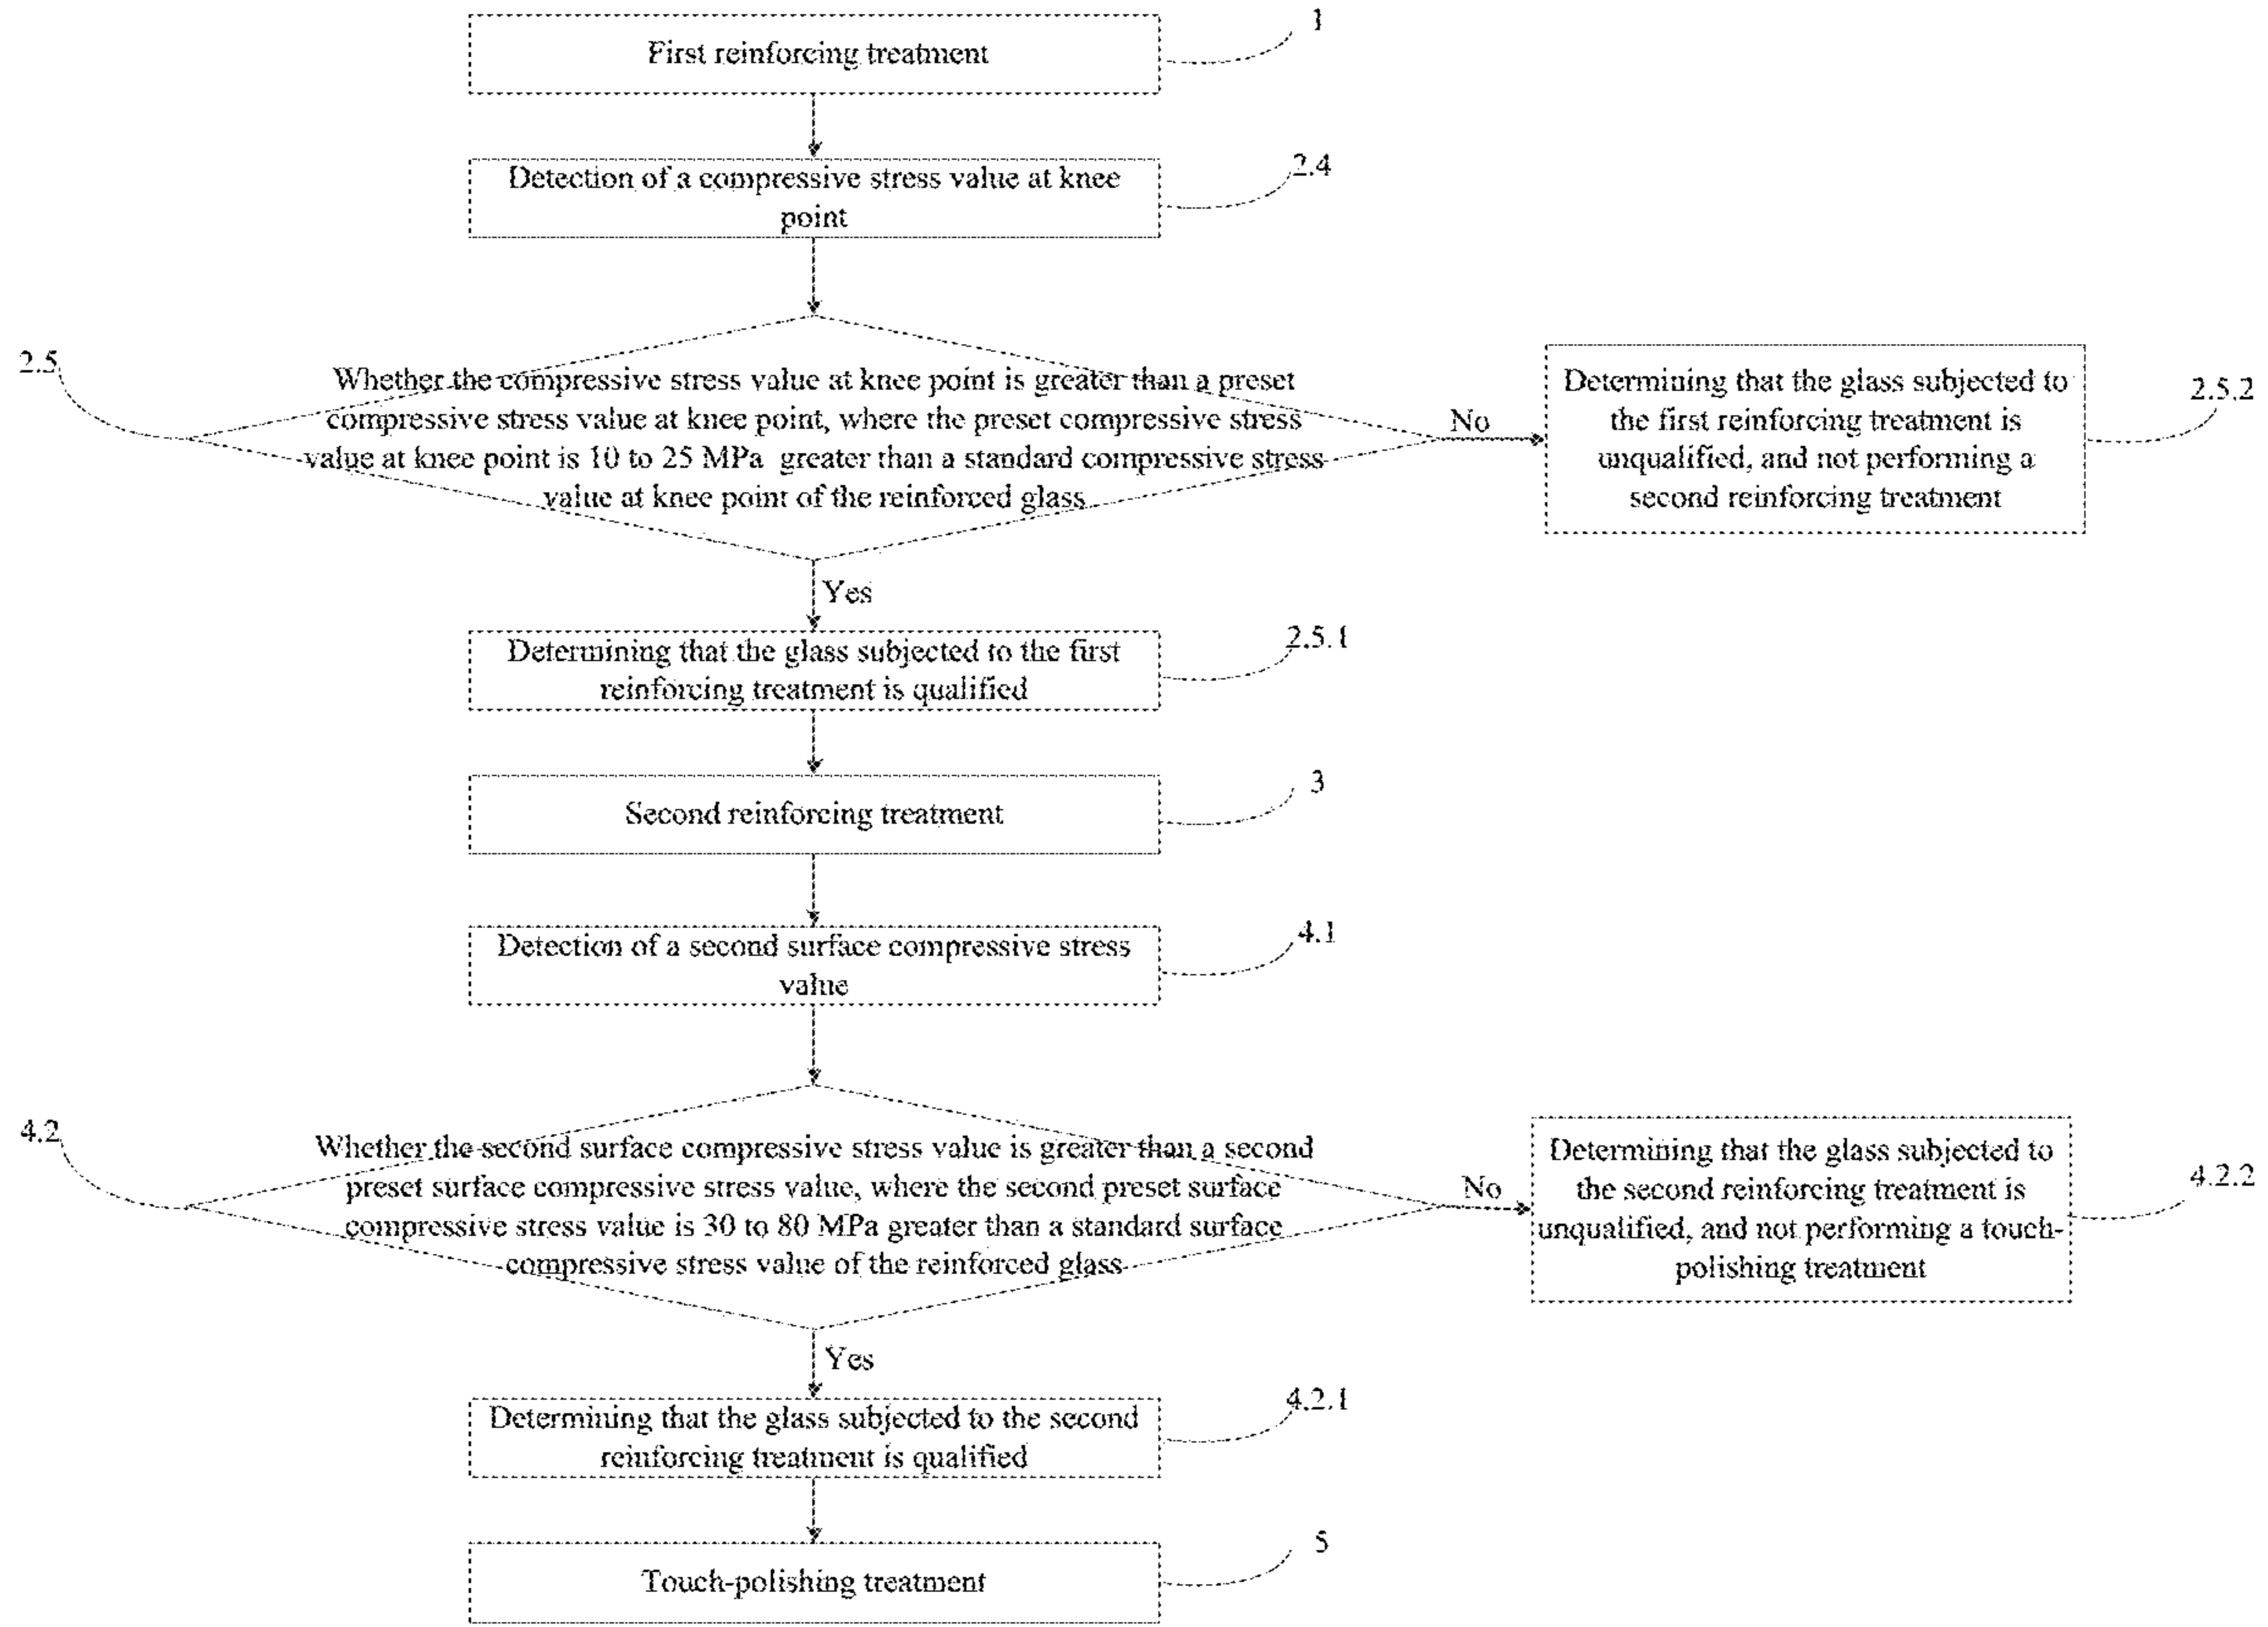 First reinforcing treatment
1
Detection of a compressive stress value at knee
point
2.4
2.5
Whether the compressive stress value at knee point is greater than a preset
compressive stress value at knee point, where the preset compressive stress
value at knee point is 10 to 25 MPa greater than a standard compressive stress
value at knee point of the reinforced glass
No
Determining that the glass subjected to
the first reinforcing treatment is
unqualified, and not performing a
second reinforcing treatment
2.5.2
Yes
Determining that the glass subjected to the first
reinforcing treatment is qualified
2.5.1
Second reinforcing treatment
3
Detection of a second surface compressive stress
value
4.1
4.2
Whether the second surface compressive stress value is greater than a second
preset surface compressive stress value, where the second preset surface
compressive stress value is 30 to 80 MPa greater than a standard surface
compressive stress value of the reinforced glass
No
Determining that the glass subjected to
the second reinforcing treatment is
unqualified, and not performing a touch-
polishing treatment
4.2.2
Yes
Determining that the glass subjected to the second
reinforcing treatment is qualified
4.2.1
Touch-polishing treatment
5